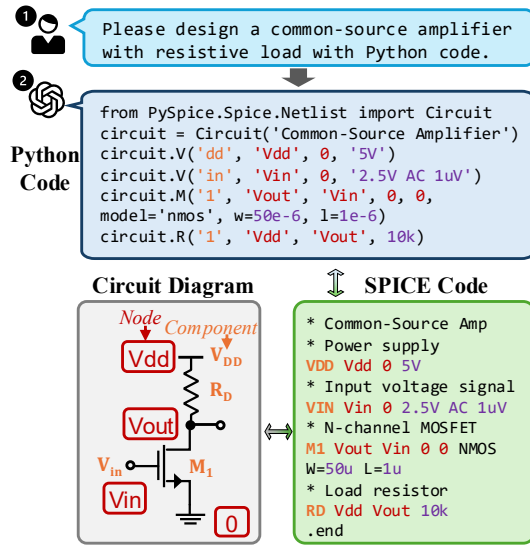 1
Please design a common-source amplifier
with resistive load with Python code.
2
Python
Code
from PySpice.Spice.Netlist import Circuit
circuit = Circuit('Common-Source Amplifier')
circuit.V('dd', 'Vdd', 0, '5V')
circuit.V('in', 'Vin', 0, '2.5V AC 1uV')
circuit.M('1', 'Vout', 'Vin', 0, 0,
model='nmos', w=50e-6, l=1e-6)
circuit.R('1', 'Vdd', 'Vout', 10k)
Circuit Diagram
Node
Component
Vdd
V_DD
R_D
Vout
V_in
M_1
Vin
0
SPICE Code
* Common-Source Amp
* Power supply
VDD Vdd 0 5V
* Input voltage signal
VIN Vin 0 2.5V AC 1uV
* N-channel MOSFET
M1 Vout Vin 0 0 NMOS
W=50u L=1u
* Load resistor
RD Vdd Vout 10k
.end